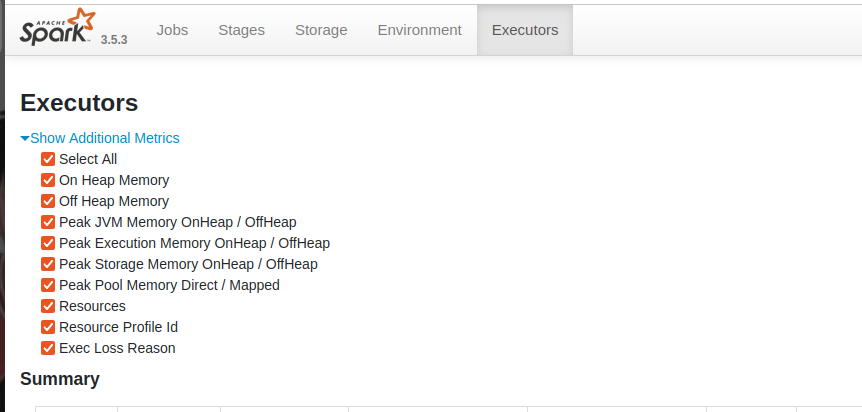 APACHE
Spark 3.5.3 Jobs Stages Storage Environment Executors
Executors
Show Additional Metrics
Select All
On Heap Memory
Off Heap Memory
Peak JVM Memory OnHeap / OffHeap
Peak Execution Memory OnHeap / OffHeap
Peak Storage Memory OnHeap / OffHeap
Peak Pool Memory Direct / Mapped
Resources
Resource Profile Id
Exec Loss Reason
Summary